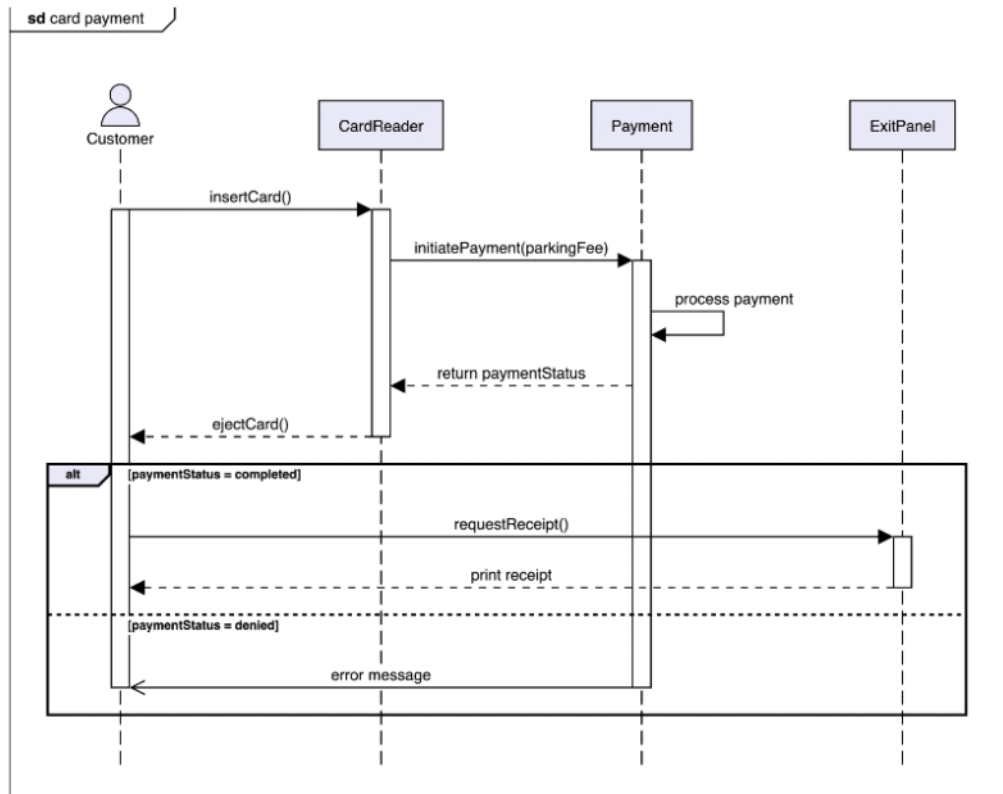 sd card payment
Customer
CardReader
Payment
ExitPanel
insertCard()
initiatePayment(parkingFee)
process payment
return paymentStatus
ejectCard()
alt [paymentStatus = completed]
requestReceipt()
print receipt
[paymentStatus = denied]
error message